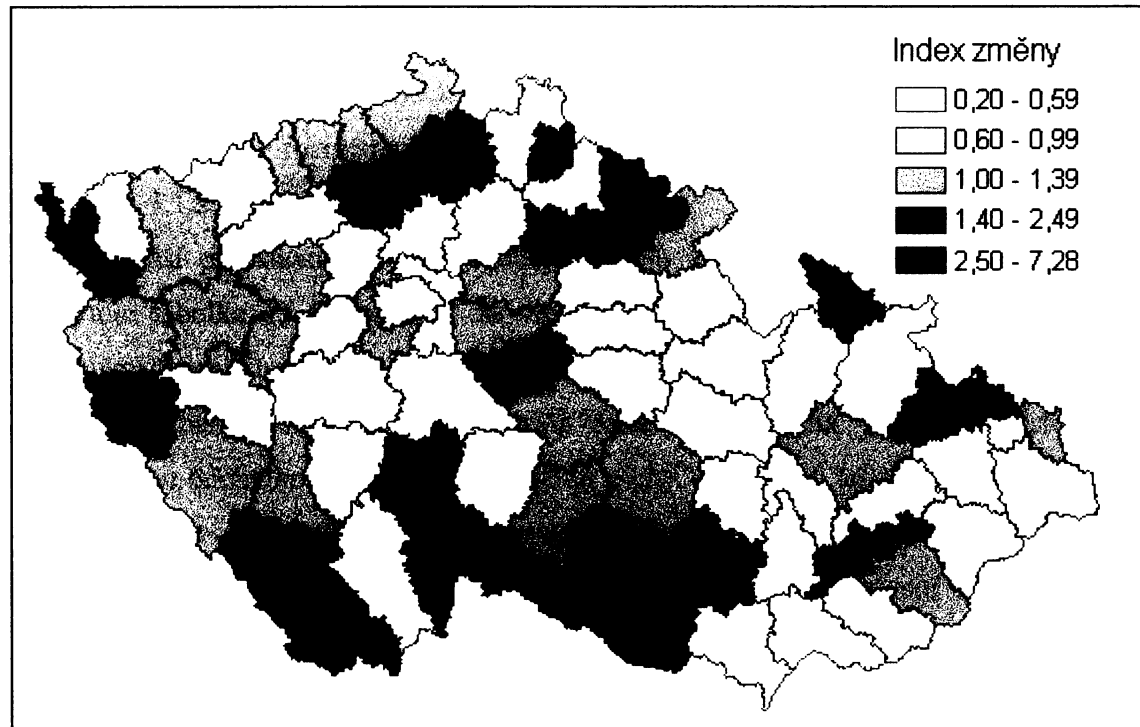 Index změny
0,20 - 0,59
0,60 - 0,99
1,00 - 1,39
1,40 - 2,49
2,50 - 7,28